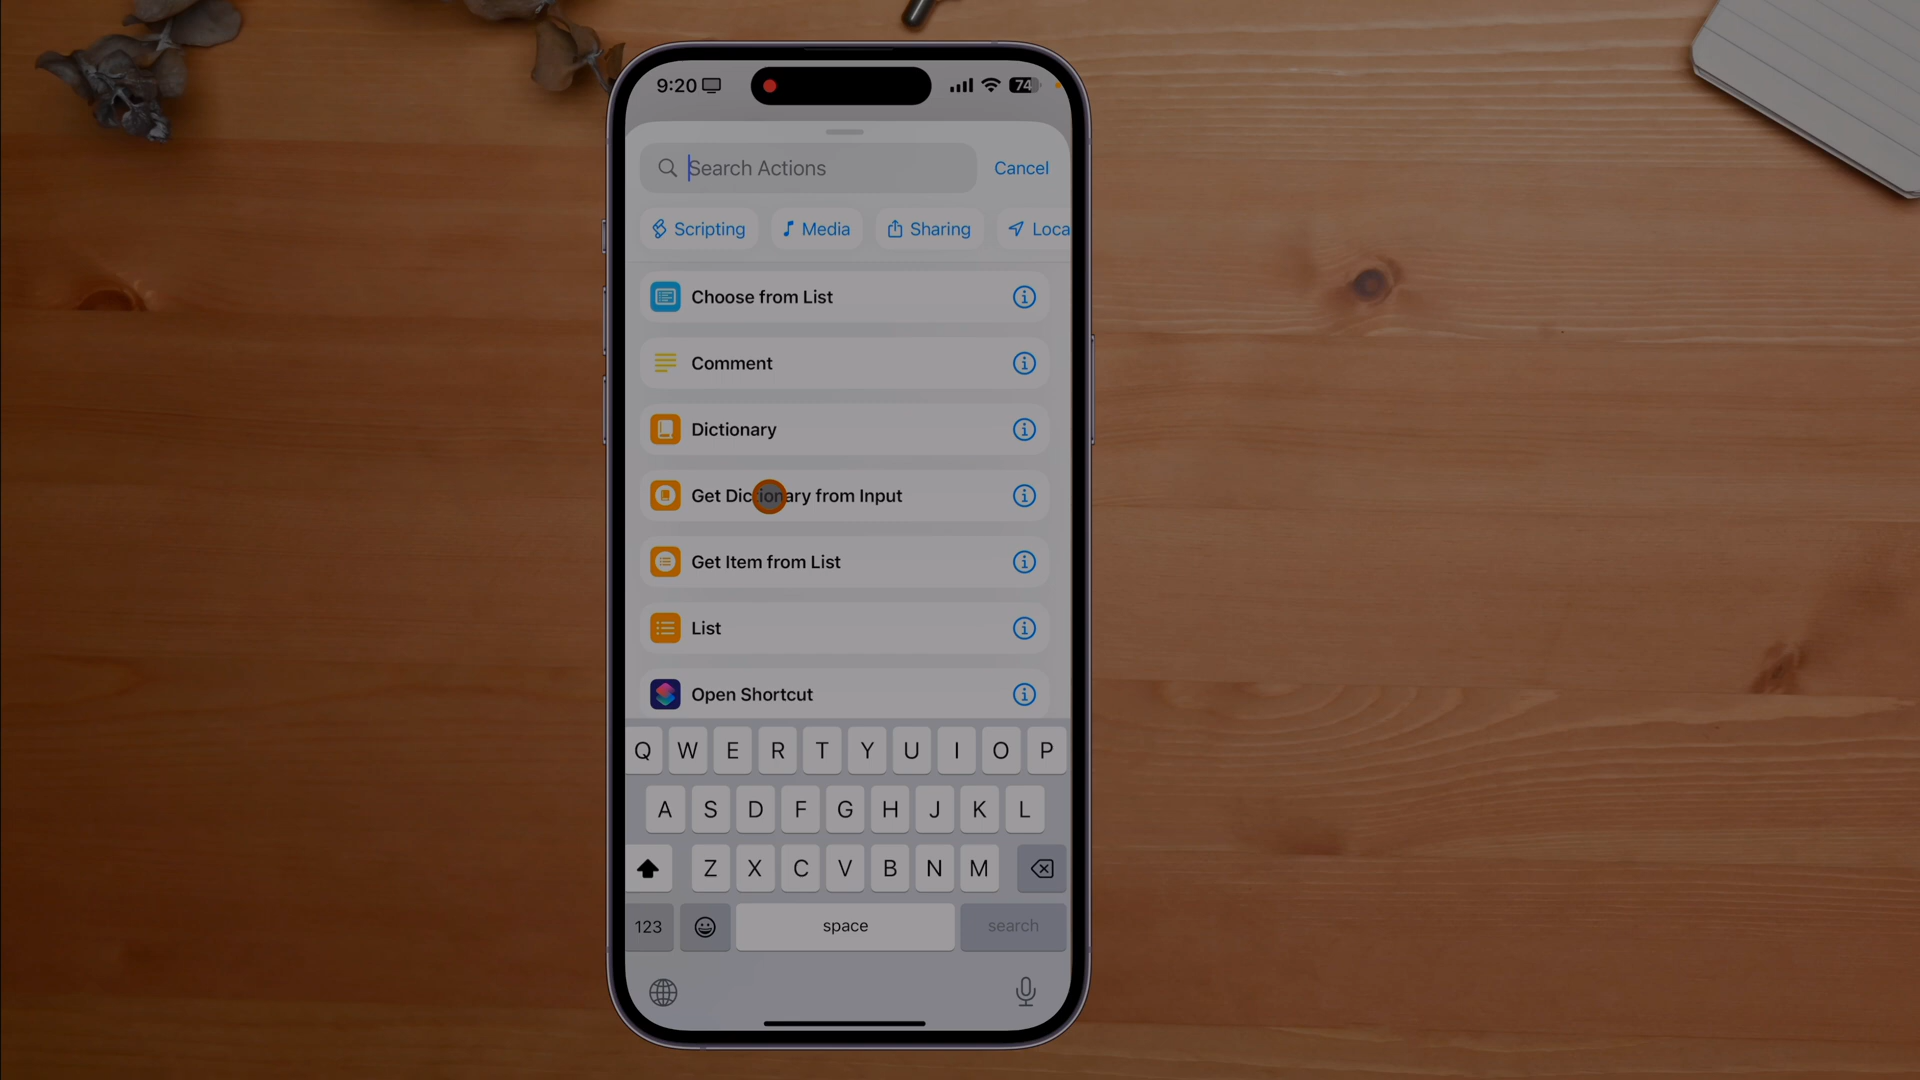 9:20
74
Search Actions
Cancel
Scripting
Media
Sharing
Loca
Choose from List
Comment
Dictionary
Get Dictionary from Input
Get Item from List
List
Open Shortcut
Q W E R T Y U I O P
A S D F G H J K L
Z X C V B N M
123
space
search